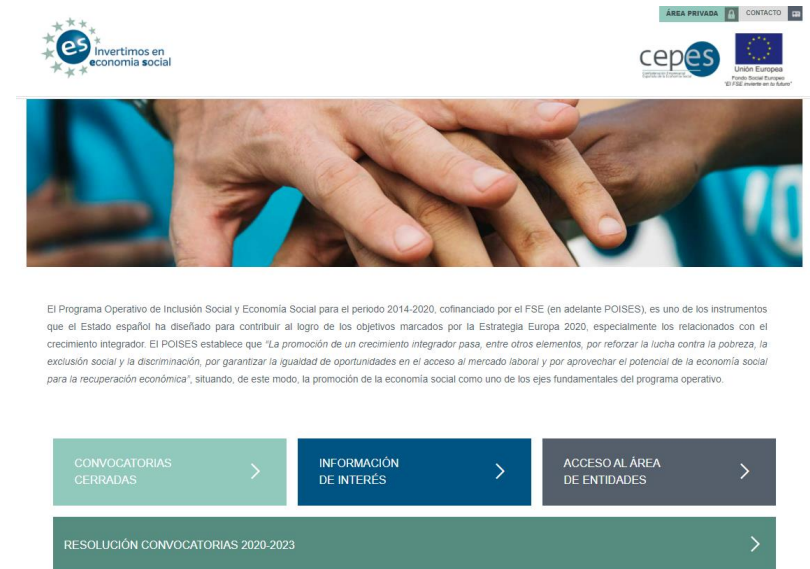 ÁREA PRIVADA
CONTACTO
es Invertimos en
economía social
cepes
Unión Europea
Fondo Social Europeo
"El FSE invierte en tu futuro"
El Programa Operativo de Inclusión Social y Economía Social para el periodo 2014-2020, cofinanciado por el FSE (en adelante POISES), es uno de los instrumentos
que el Estado español ha diseñado para contribuir al logro de los objetivos marcados por la Estrategia Europa 2020, especialmente los relacionados con el
crecimiento integrador. El POISES establece que "La promoción de un crecimiento integrador pasa, entre otros elementos, por reforzar la lucha contra la pobreza, la
exclusión social y la discriminación, por garantizar la igualdad de oportunidades en el acceso al mercado laboral y por aprovechar el potencial de la economía social
para la recuperación económica", situando, de este modo, la promoción de la economía social como uno de los ejes fundamentales del programa operativo.
CONVOCATORIAS
CERRADAS
INFORMACIÓN
DE INTERÉS
ACCESO AL ÁREA
DE ENTIDADES
RESOLUCIÓN CONVOCATORIAS 2020-2023